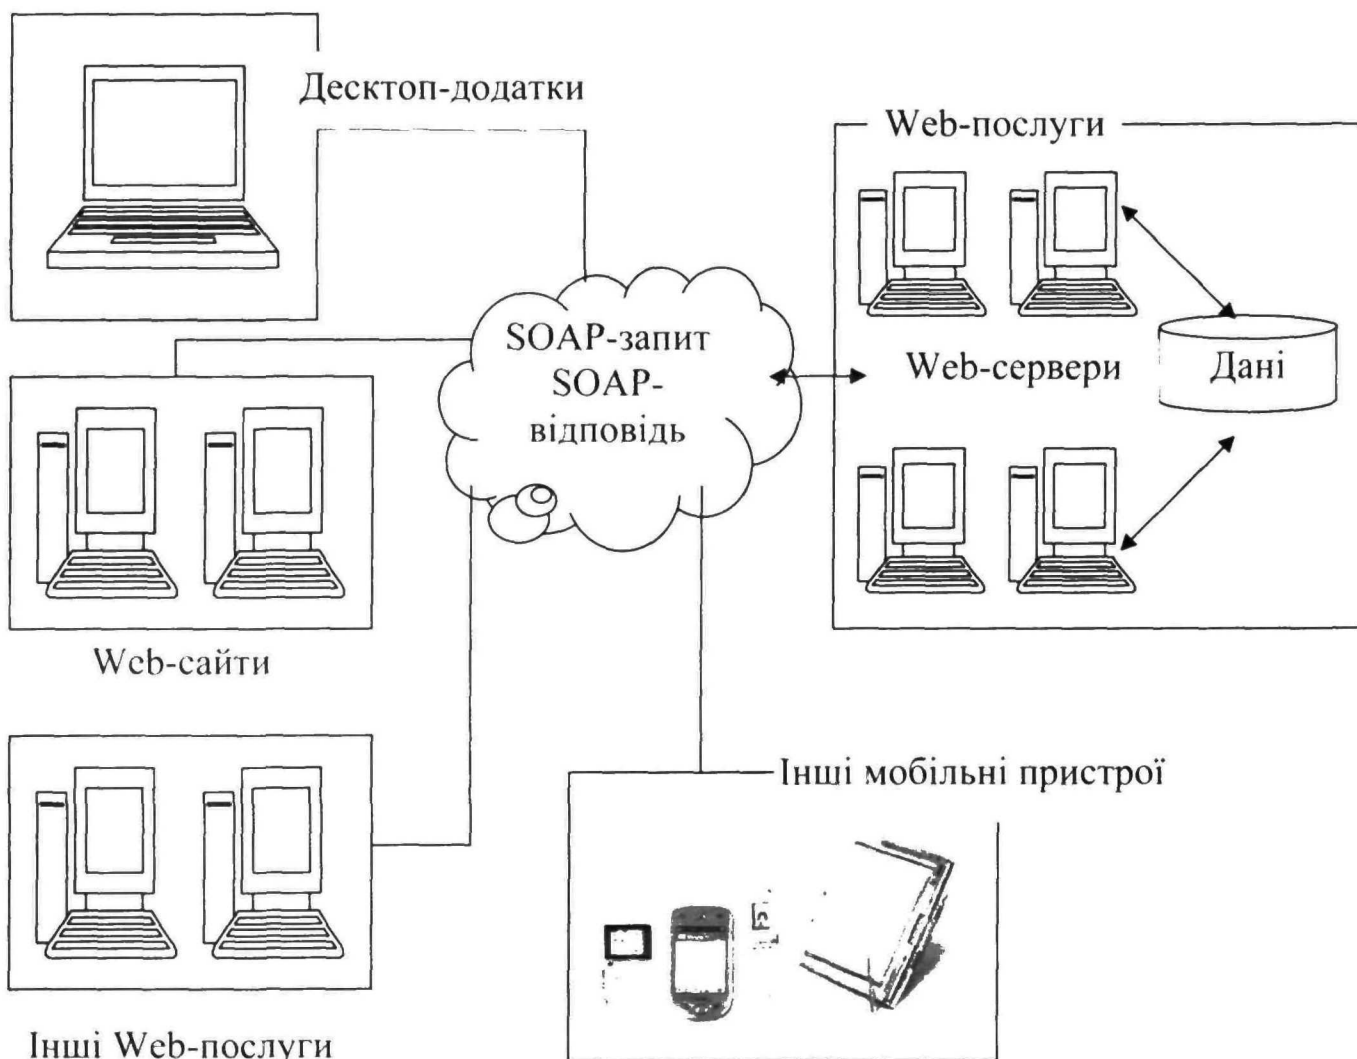 Десктоп-додатки
Web-послуги
SOAP-запит
SOAP-
відповідь
Web-сервери
Дані
Web-сайти
Інші мобільні пристрої
Інші Web-послуги